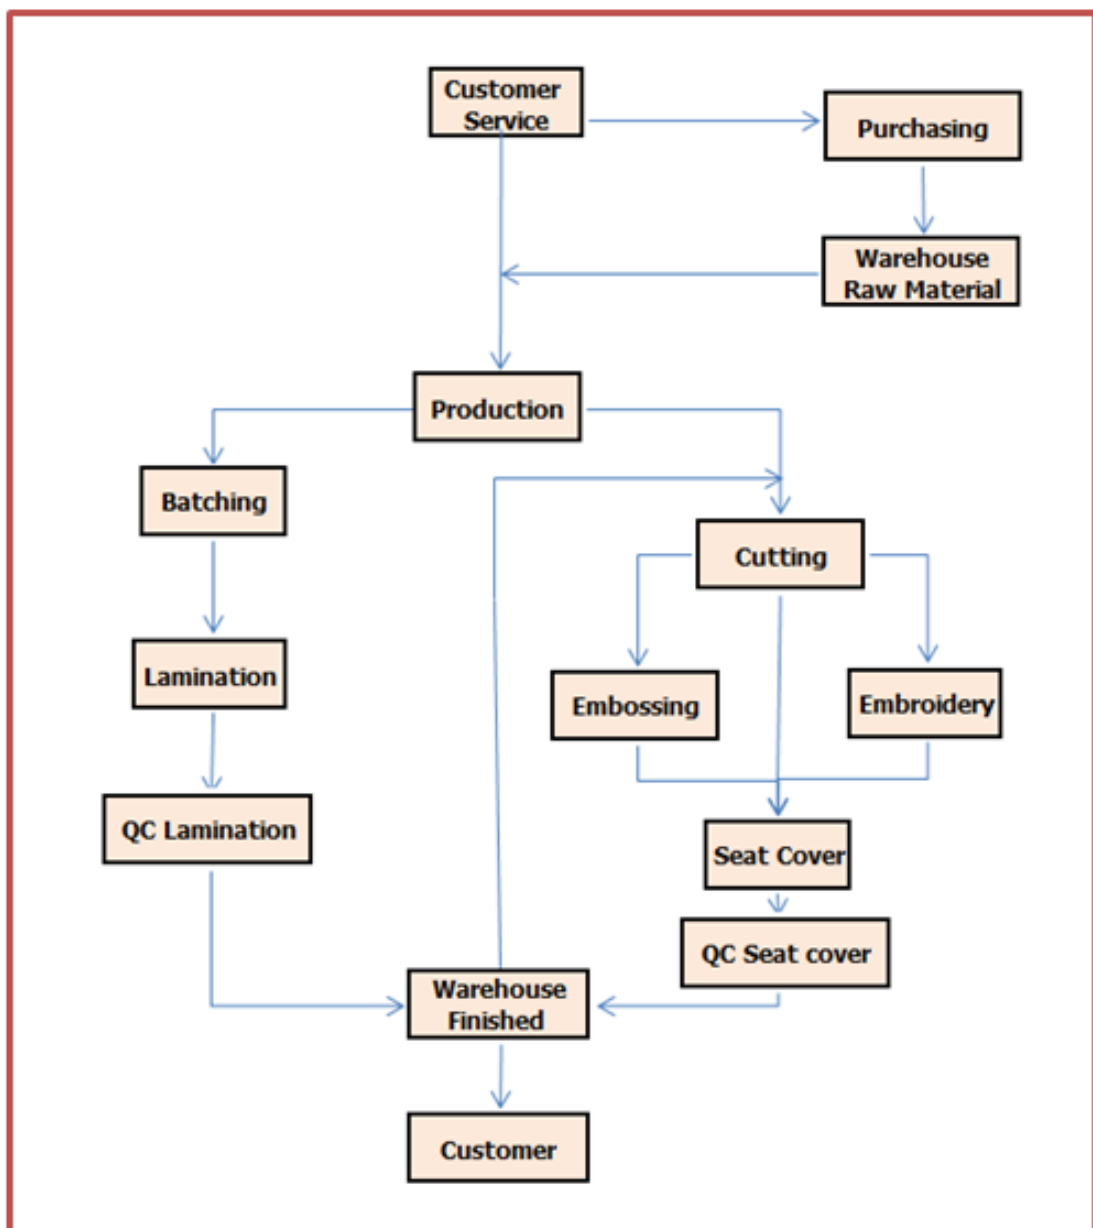 Customer
Service
Purchasing
Warehouse
Raw Material
Production
Batching
Cutting
Lamination
Embossing
Embroidery
QC Lamination
Seat Cover
QC Seat cover
Warehouse
Finished
Customer